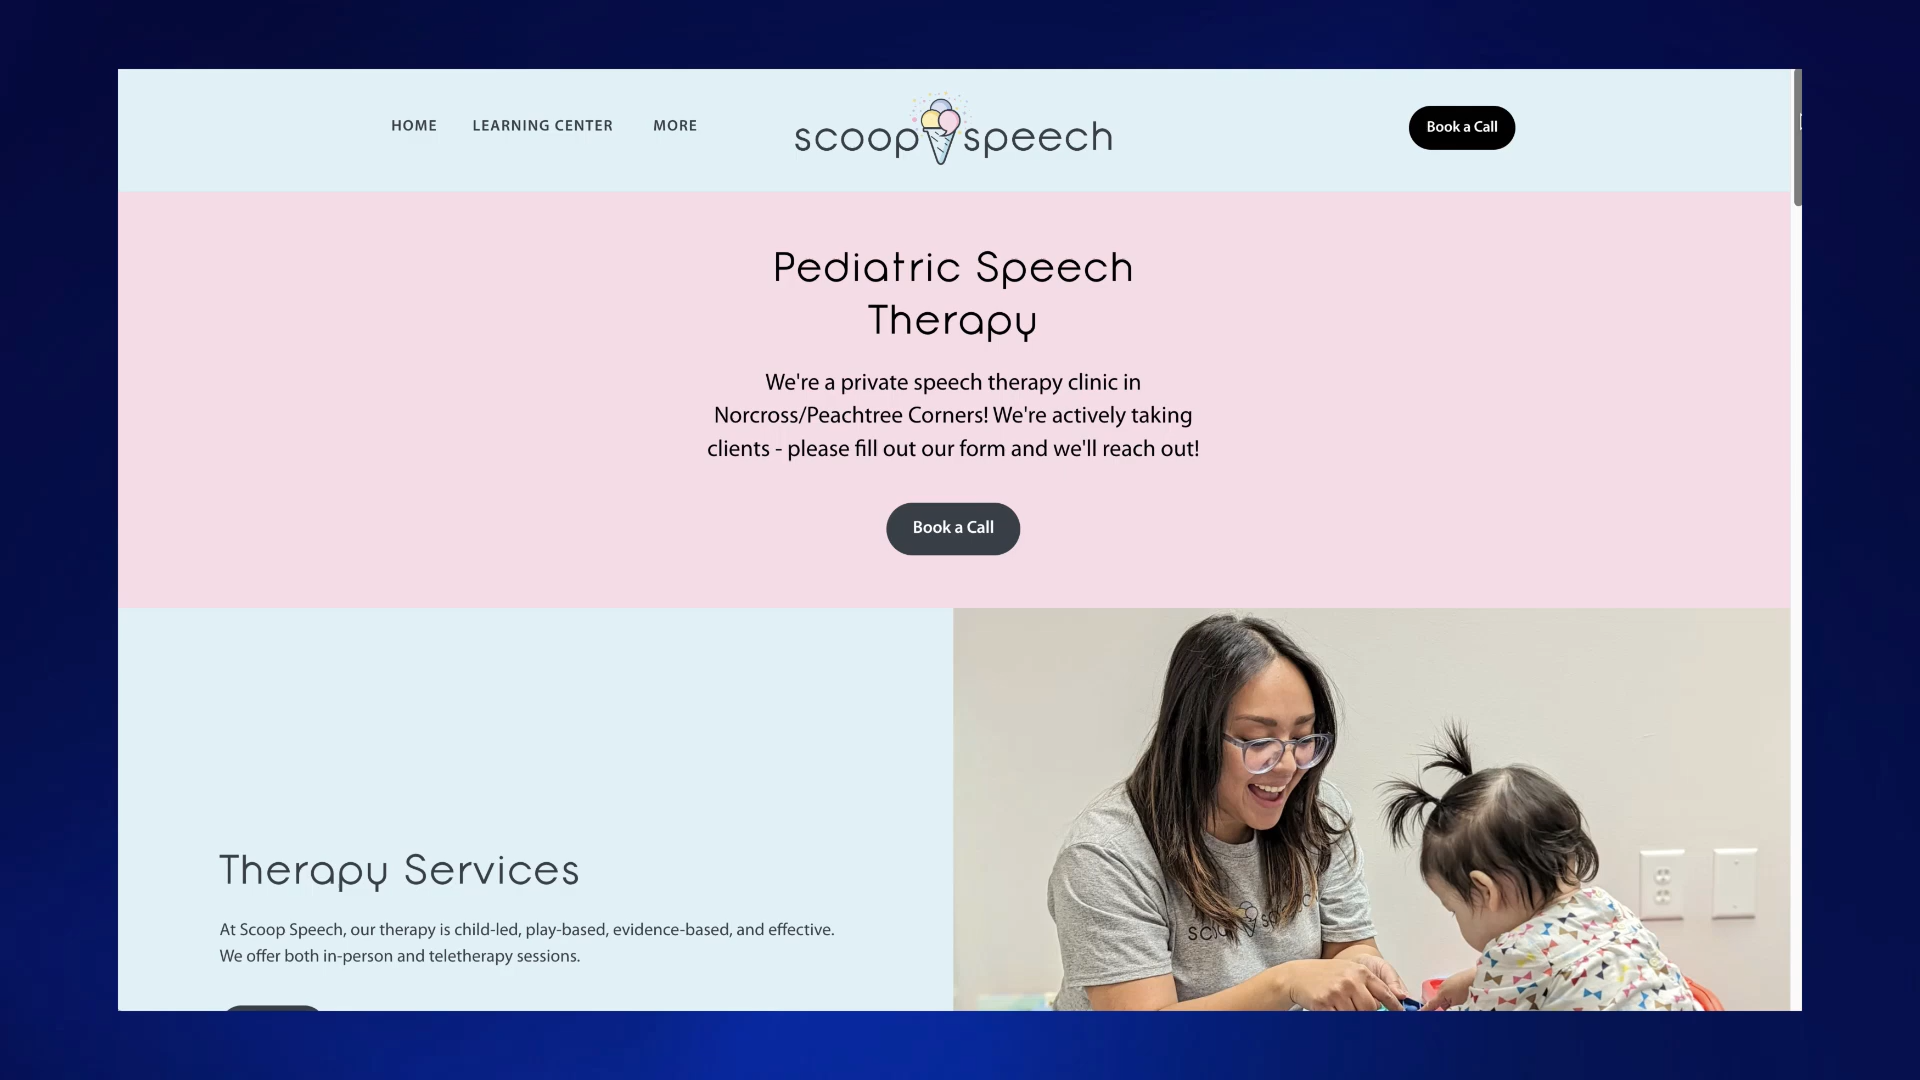 HOME LEARNING CENTER MORE
scoop speech
Book a Call
Pediatric Speech
Therapy
We're a private speech therapy clinic in
Norcross/Peachtree Corners! We're actively taking
clients - please fill out our form and we'll reach out!
Book a Call
Therapy Services
At Scoop Speech, our therapy is child-led, play-based, evidence-based, and effective.
We offer both in-person and teletherapy sessions.